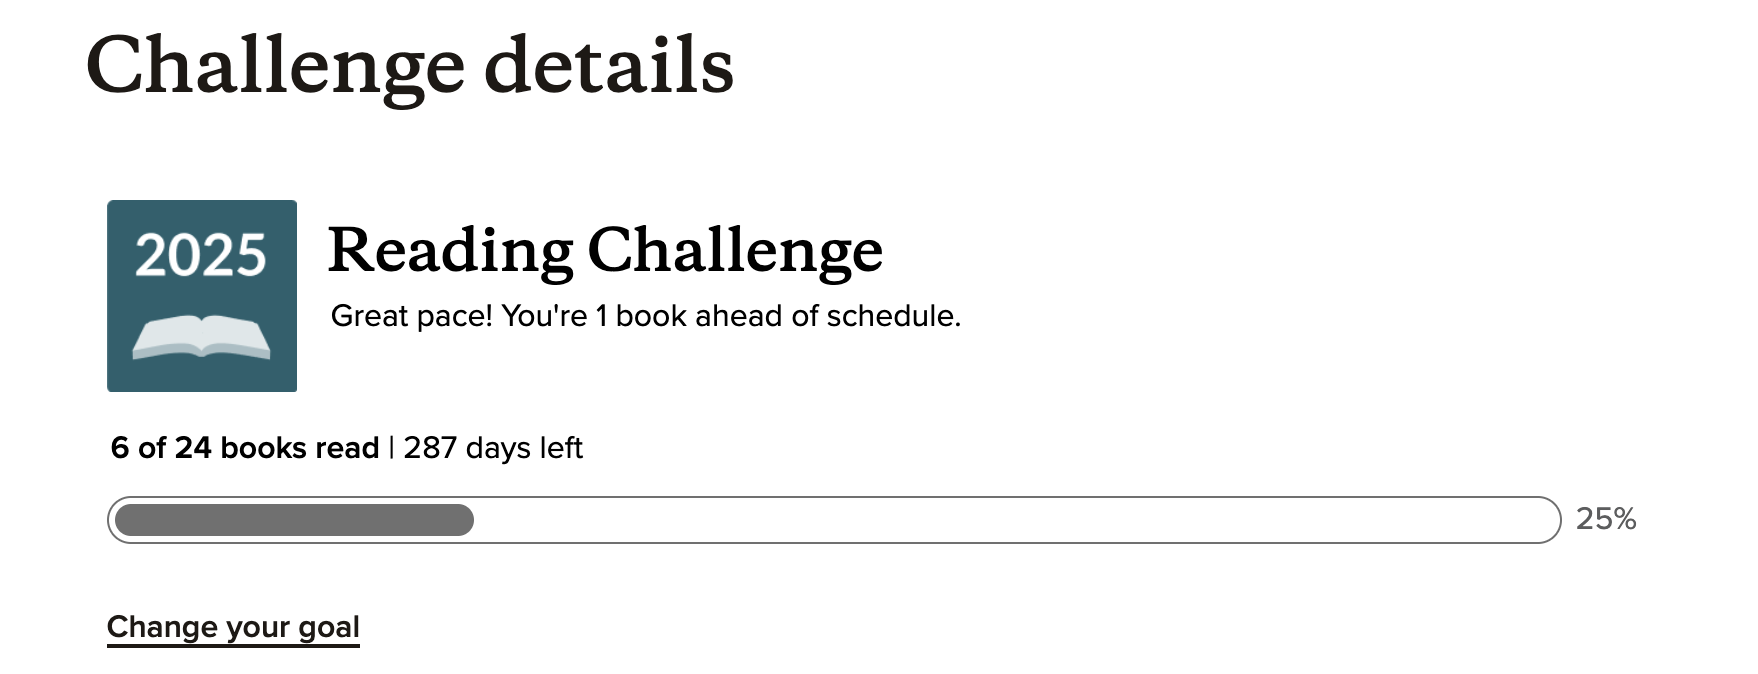 Challenge details
2025
Reading Challenge
Great pace! You're 1 book ahead of schedule.
6 of 24 books read | 287 days left
25%
Change your goal